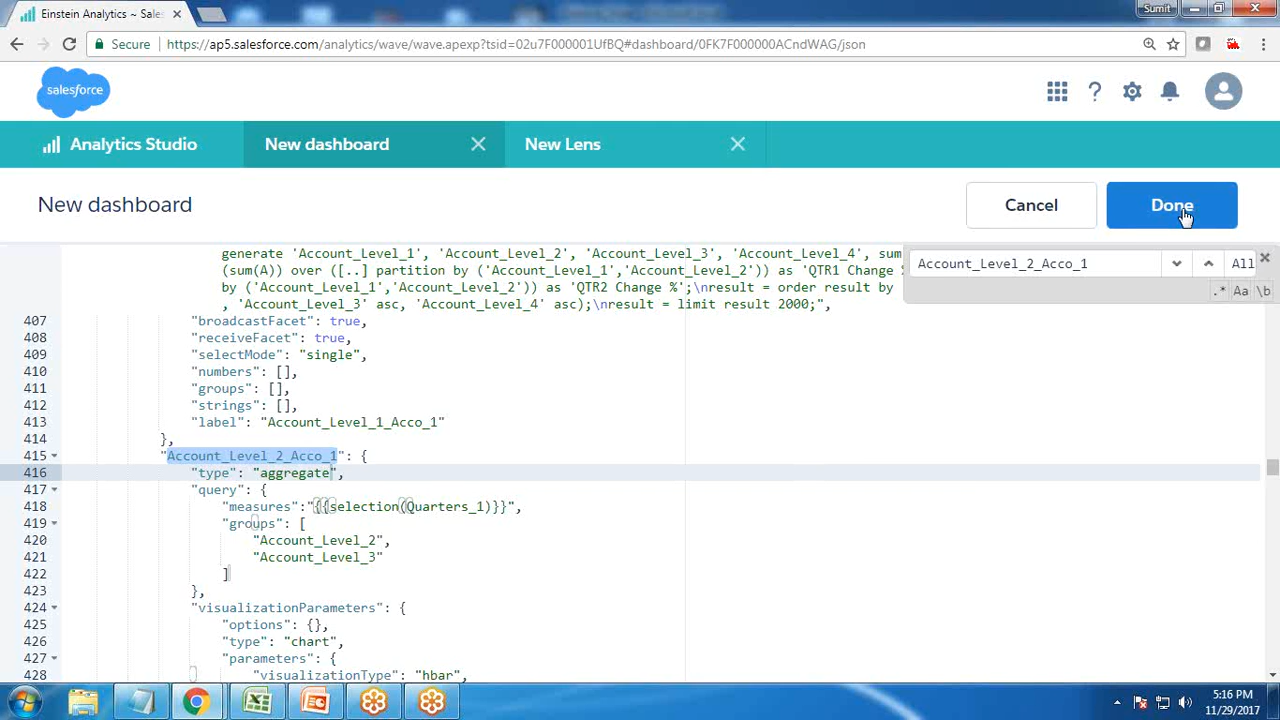 Einstein Analytics ~ Sales
Sumit
Secure https://ap5.salesforce.com/analytics/wave/wave.apexp?tsid=02u7F000001UfBQ#dashboard/0FK7F000000ACndWAG/json
salesforce
Analytics Studio
New dashboard
New Lens
New dashboard
Cancel
Done
generate 'Account_Level_1', 'Account_Level_2', 'Account_Level_3', 'Account_Level_4', sum
(sum(A)) over ([..] partition by ('Account_Level_1','Account_Level_2')) as 'QTR1 Change %
by ('Account_Level_1','Account_Level_2')) as 'QTR2 Change %';\nresult = order result by
, 'Account_Level_3' asc, 'Account_Level_4' asc);\nresult = limit result 2000;",
Account_Level_2_Acco_1
All
.* Aa \b
407 "broadcastFacet": true,
408 "receiveFacet": true,
409 "selectMode": "single",
410 "numbers": [],
411 "groups": [],
412 "strings": [],
413 "label": "Account_Level_1_Acco_1"
414 },
415 "Account_Level_2_Acco_1": {
416 "type": "aggregate",
417 "query": {
418 "measures":"{{selection(Quarters_1)}}",
419 "groups": [
420 "Account_Level_2",
421 "Account_Level_3"
422 ]
423 },
424 "visualizationParameters": {
425 "options": {},
426 "type": "chart",
427 "parameters": {
428 "visualizationType": "hbar",
5:16 PM
11/29/2017